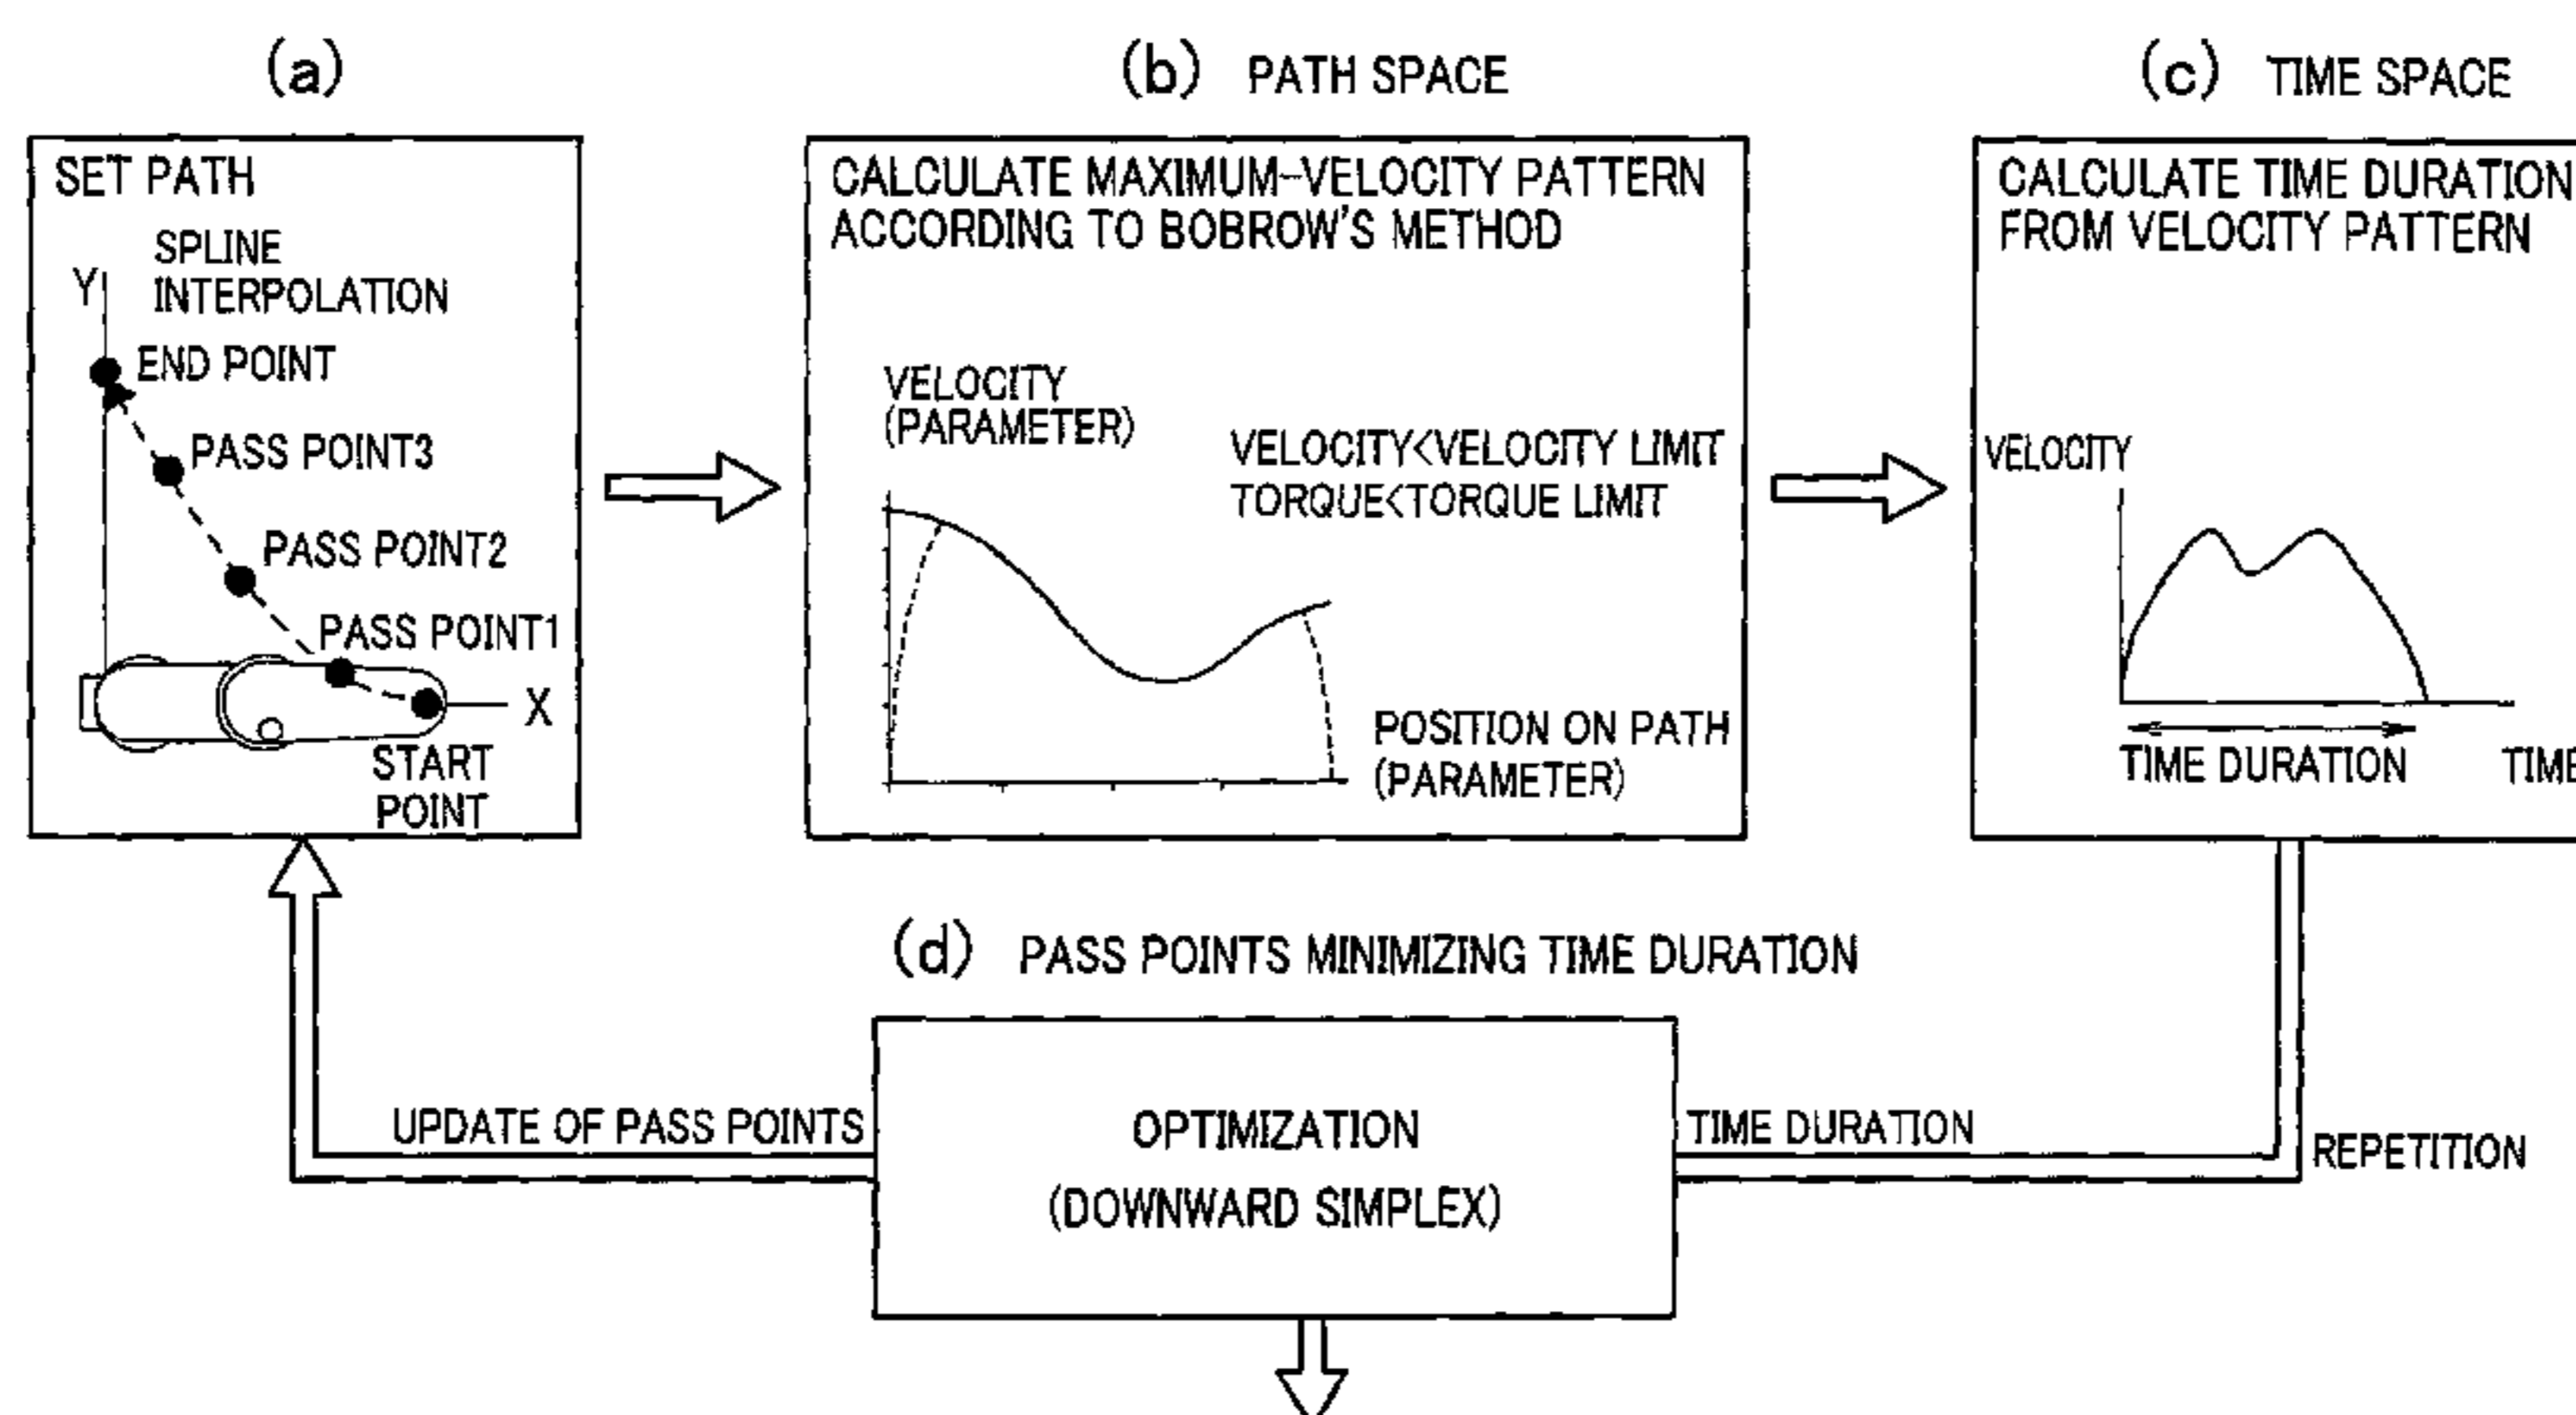 (a)
SET PATH
SPLINE
INTERPOLATION
Y
END POINT
PASS POINT3
PASS POINT2
PASS POINT1
X
START
POINT
(b) PATH SPACE
CALCULATE MAXIMUM-VELOCITY PATTERN
ACCORDING TO BOBROW'S METHOD
VELOCITY
(PARAMETER)
VELOCITY<VELOCITY LIMIT
TORQUE<TORQUE LIMIT
POSITION ON PATH
(PARAMETER)
(c) TIME SPACE
CALCULATE TIME DURATION
FROM VELOCITY PATTERN
VELOCITY
TIME DURATION
TIME
(d) PASS POINTS MINIMIZING TIME DURATION
UPDATE OF PASS POINTS
OPTIMIZATION
(DOWNWARD SIMPLEX)
TIME DURATION
REPETITION